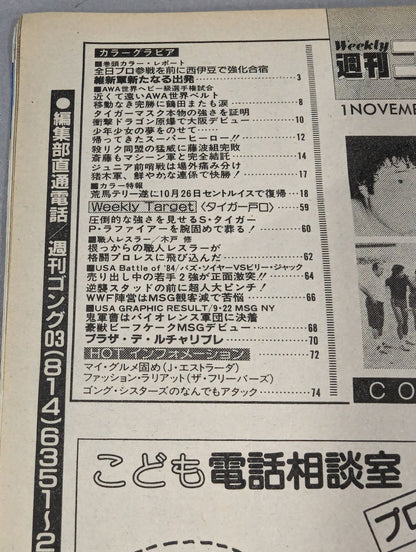 カラーグラビア
■巻頭カラー・レポート
全日プロ参戦を前に西伊豆で強化合宿
維新軍新たなる出発 3
■AWA世界ヘビー級選手権試合
近くて遠いAWA世界ベルト
移動なき完勝に鶴田またも涙 8
タイガーマスク本物の強さを証明
衝撃ドラゴン原爆で大阪デビュー 10
少年少女の夢をのせて……
帰ってきたスーパーヒーロー!! 12
殺リク同盟の猛威に藤波組完敗
斎藤もマシーン軍と完全結託 14
ジュニア前哨戦は場外痛み分け
猪木軍、鮮やかな連係で快勝! 17
■カラー特報
荒馬テリー遂に10月26日セントルイスで復帰 18
Weekly Target〈タイガー戸口〉 59
圧倒的な強さを見せるS・タイガー
P・ラファイアーを腕固めで葬る! 60
■職人レスラー/木戸 修
根っからの職人レスラーが
格闘プロレスに飛び込んだ 62
■USA Battle of '84/バズ・ソイヤーVSビリー・ジャック
売り出し中の若手2強が正面激突!! 64
逆襲スタッドの前に超人大ピンチ!
WWF陣営はMSG観客減で苦悩 66
■USA GRAPHIC RESULT/9・22 MSG NY
鬼軍曹はバイオレンス軍団に決着
豪獣ビーフケークMSGデビュー 68
プラザ・デ・ルチャリブレ 70
HOT インフォメーション 72
マイ・グルメ固め(J・エストラーダ)
ファッション・ラリアット(ザ・フリーバーズ)
ゴング・シスターズのなんでもアタック 74
●編集部直通電話/週刊ゴング03(814)6351〜2
Weekly
週刊
1NOVEMB
CO
こども電話相談室
プロ